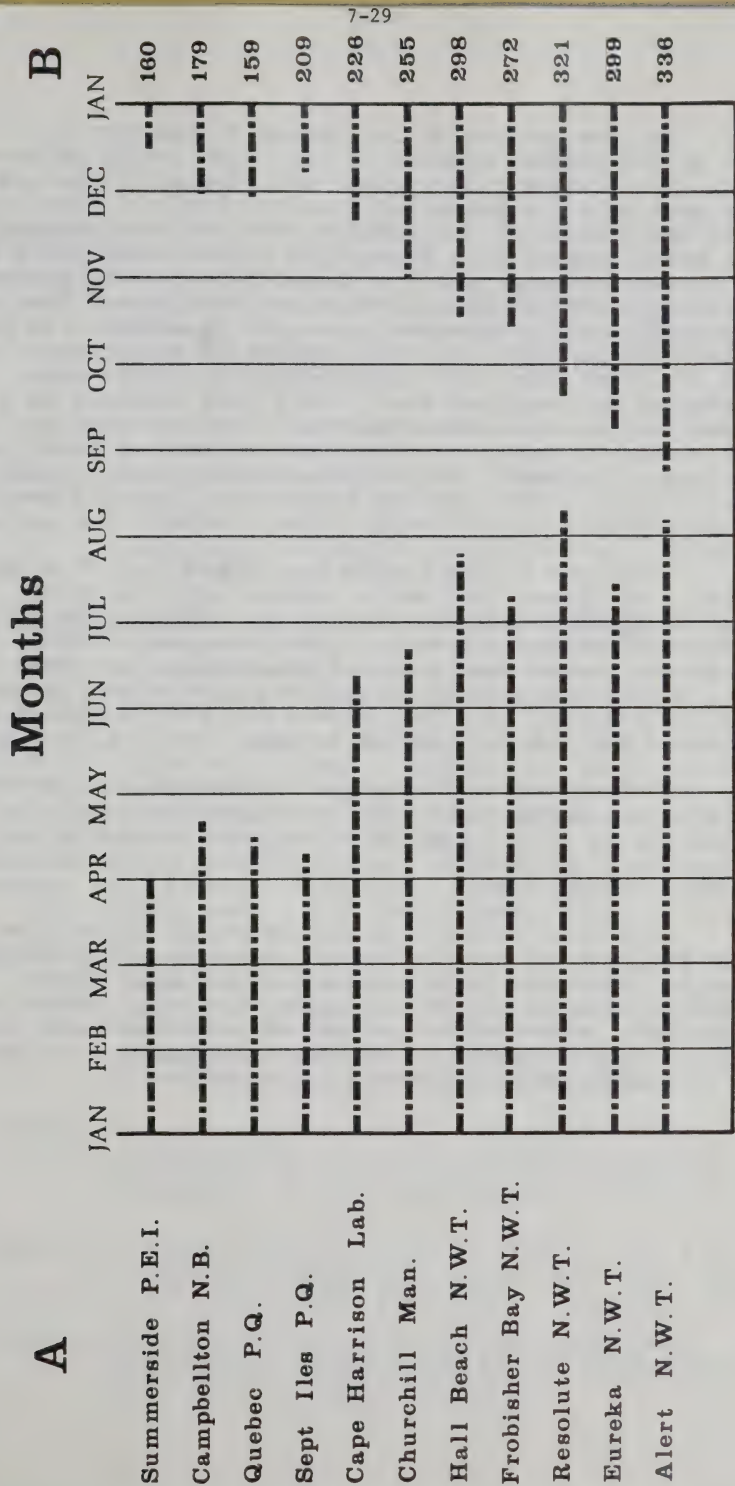 7-29
A
Months
B
JAN FEB MAR APR MAY JUN JUL AUG SEP OCT NOV DEC JAN
Summerside P.E.I. 160
Campbellton N.B. 179
Quebec P.Q. 159
Sept Iles P.Q. 209
Cape Harrison Lab. 226
Churchill Man. 255
Hall Beach N.W.T. 298
Frobisher Bay N.W.T. 272
Resolute N.W.T. 321
Eureka N.W.T. 299
Alert N.W.T. 336